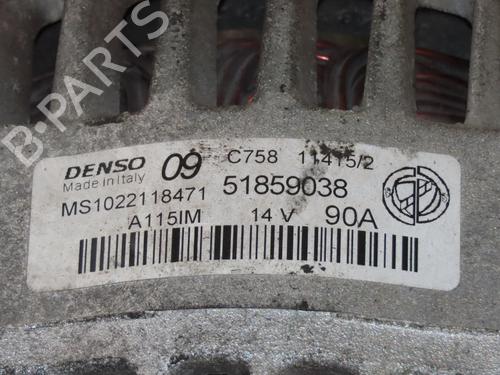 B-PARTS
DENSO 09 C758 11415/2
Made in Italy
MS1022118471 51859038
A115IM 14 V 90A